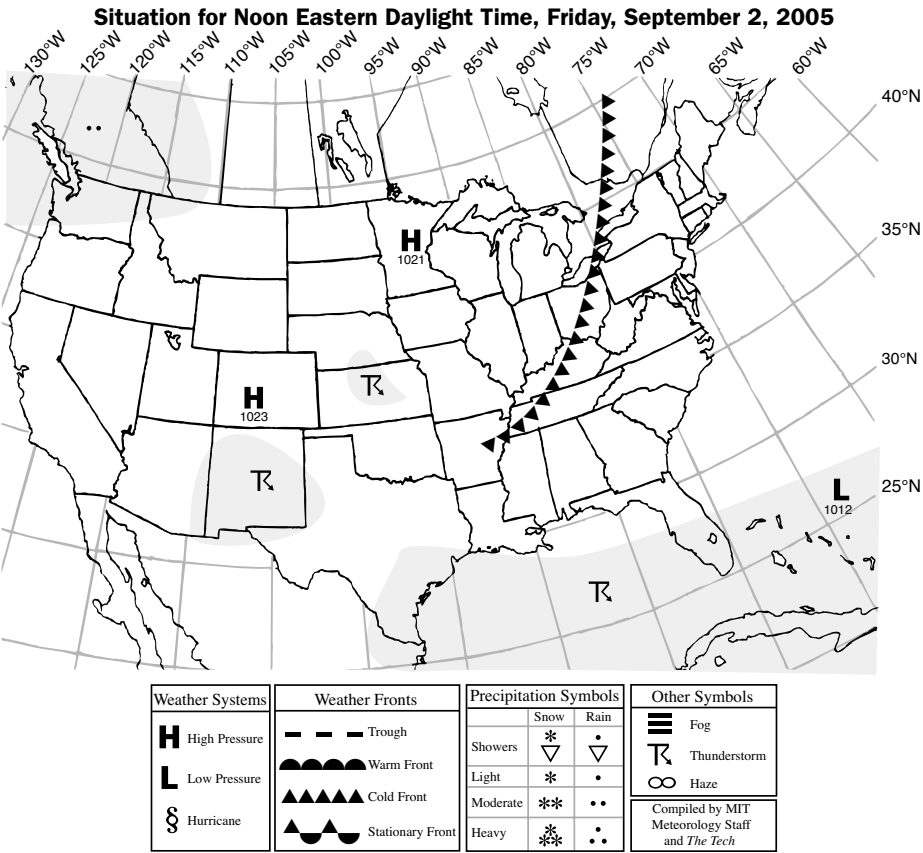 Situation for Noon Eastern Daylight Time, Friday, September 2, 2005
130°W 125°W 120°W 115°W 110°W 105°W 100°W 95°W 90°W 85°W 80°W 75°W 70°W 65°W 60°W
40°N
35°N
30°N
25°N
H
1021
H
1023
L
1012
Weather Systems
H High Pressure
L Low Pressure
§ Hurricane
Weather Fronts
Trough
Warm Front
Cold Front
Stationary Front
Precipitation Symbols
Snow Rain
Showers
Light
Moderate
Heavy
Other Symbols
Fog
Thunderstorm
Haze
Compiled by MIT
Meteorology Staff
and The Tech